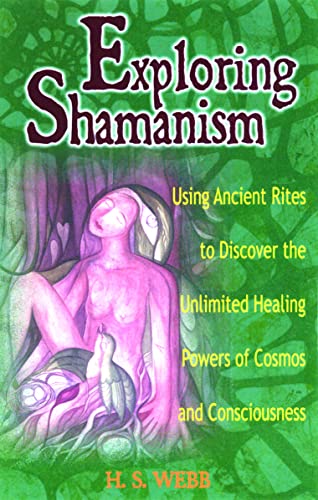 Exploring
Shamanism
Using Ancient Rites
to Discover the
Unlimited Healing
Powers of Cosmos
and Consciousness
H. S. WEBB